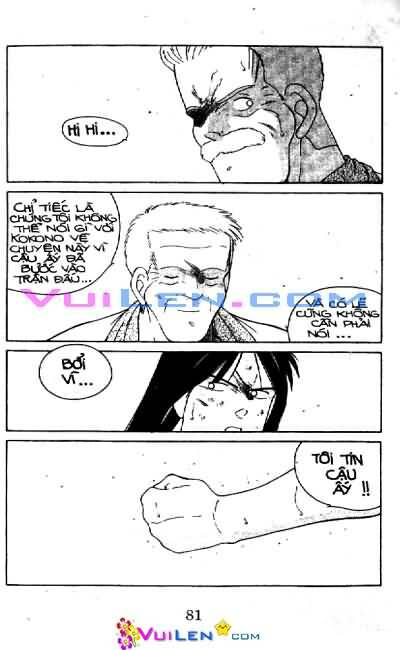 HI HI...
CHỈ TIẾC LÀ
CHÚNG TÔI KHÔNG
THỂ NÓI GÌ VỚI
KOKONO VỀ
CHUYỆN NÀY VÌ
CẬU ẤY ĐÃ
BƯỚC VÀO
TRẬN ĐẤU...
VÀ CÓ LẼ
CŨNG KHÔNG
CẦN PHẢI
NÓI...
VUILEN.COM
BỞI
VÌ...
TÔI TIN
CẬU
ẤY!!
81
VUILEN.COM